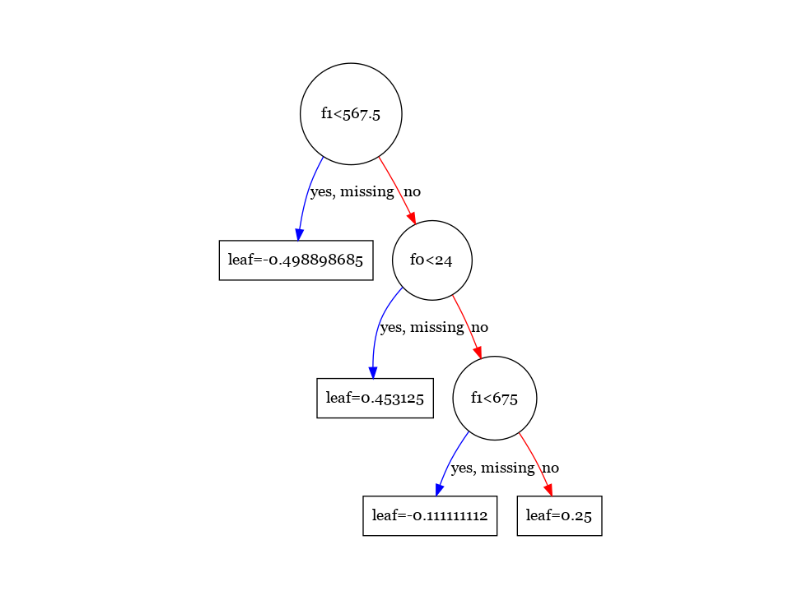 f1<567.5
yes, missing
no
leaf=-0.498898685
f0<24
yes, missing
no
leaf=0.453125
f1<675
yes, missing
no
leaf=-0.111111112
leaf=0.25